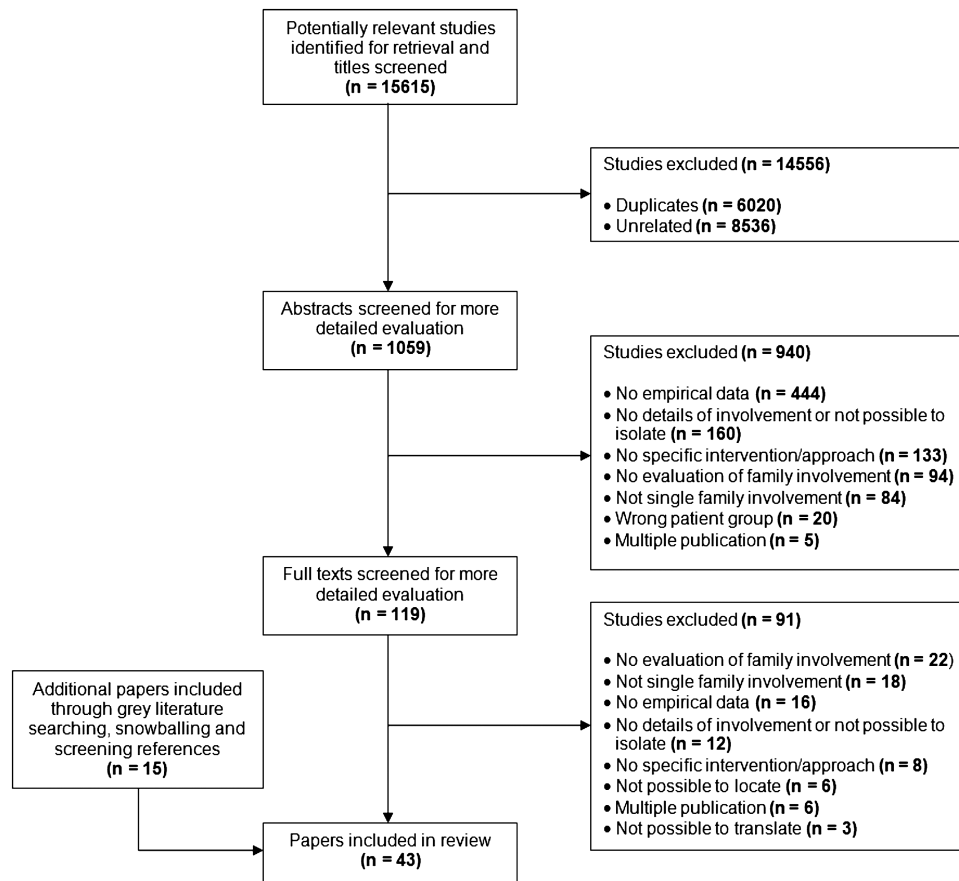 Potentially relevant studies
identified for retrieval and
titles screened
(n = 15615)
Studies excluded (n = 14556)
• Duplicates (n = 6020)
• Unrelated (n = 8536)
Abstracts screened for more
detailed evaluation
(n = 1059)
Studies excluded (n = 940)
• No empirical data (n = 444)
• No details of involvement or not possible to
isolate (n = 160)
• No specific intervention/approach (n = 133)
• No evaluation of family involvement (n = 94)
• Not single family involvement (n = 84)
• Wrong patient group (n = 20)
• Multiple publication (n = 5)
Full texts screened for more
detailed evaluation
(n = 119)
Studies excluded (n = 91)
• No evaluation of family involvement (n = 22)
• Not single family involvement (n = 18)
• No empirical data (n = 16)
• No details of involvement or not possible to
isolate (n = 12)
• No specific intervention/approach (n = 8)
• Not possible to locate (n = 6)
• Multiple publication (n = 6)
• Not possible to translate (n = 3)
Additional papers included
through grey literature
searching, snowballing and
screening references
(n = 15)
Papers included in review
(n = 43)